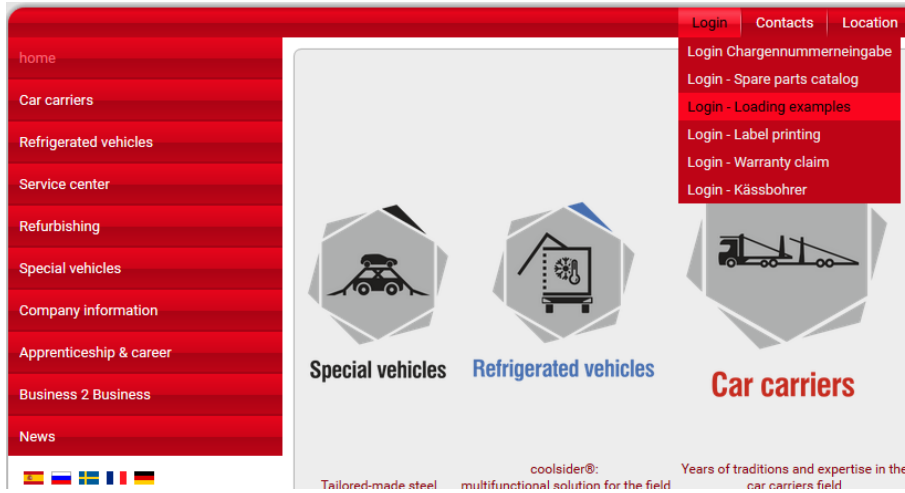 Login Contacts Location
Login Chargennummerneingabe
Login - Spare parts catalog
Login - Loading examples
Login - Label printing
Login - Warranty claim
Login - Kässbohrer
home
Car carriers
Refrigerated vehicles
Service center
Refurbishing
Special vehicles
Company information
Apprenticeship & career
Business 2 Business
News
Special vehicles
Refrigerated vehicles
Car carriers
Tailored-made steel
coolsider®:
multifunctional solution for the field
Years of traditions and expertise in the
car carriers field